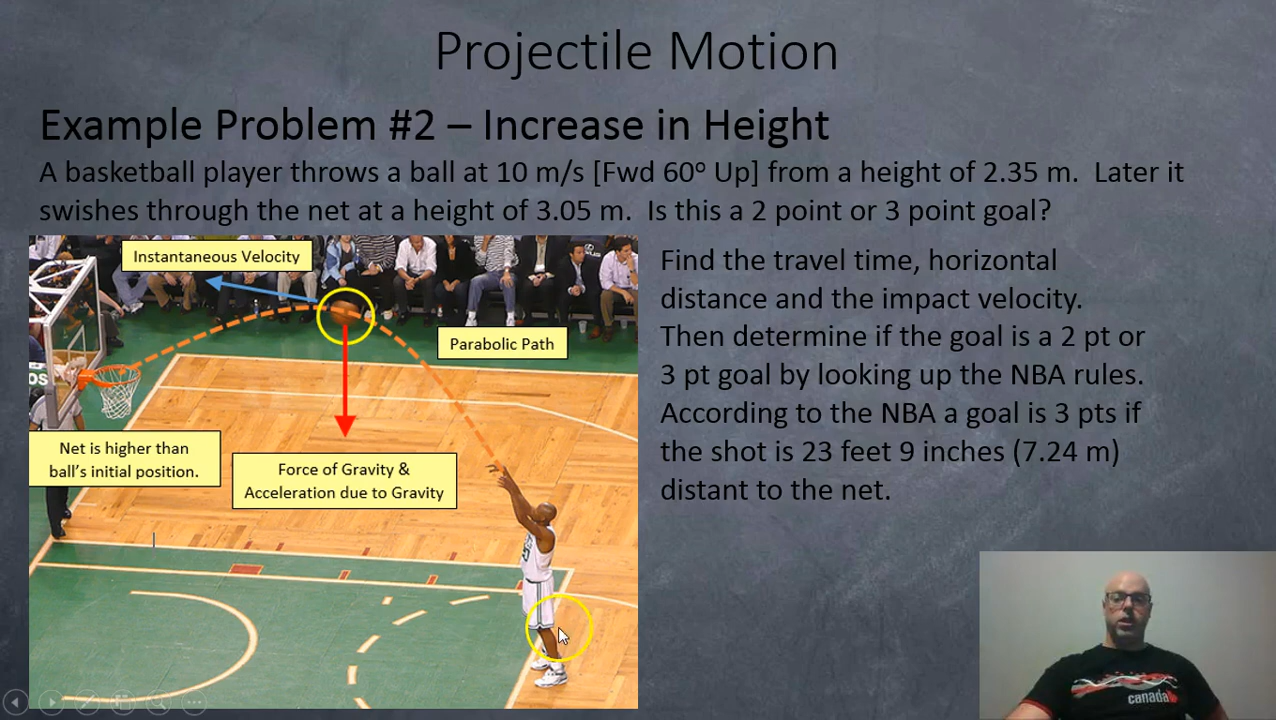 Projectile Motion
Example Problem #2 – Increase in Height
A basketball player throws a ball at 10 m/s [Fwd 60º Up] from a height of 2.35 m. Later it
swishes through the net at a height of 3.05 m. Is this a 2 point or 3 point goal?
Instantaneous Velocity
Parabolic Path
Net is higher than
ball's initial position.
Force of Gravity &
Acceleration due to Gravity
Find the travel time, horizontal
distance and the impact velocity.
Then determine if the goal is a 2 pt or
3 pt goal by looking up the NBA rules.
According to the NBA a goal is 3 pts if
the shot is 23 feet 9 inches (7.24 m)
distant to the net.
canada